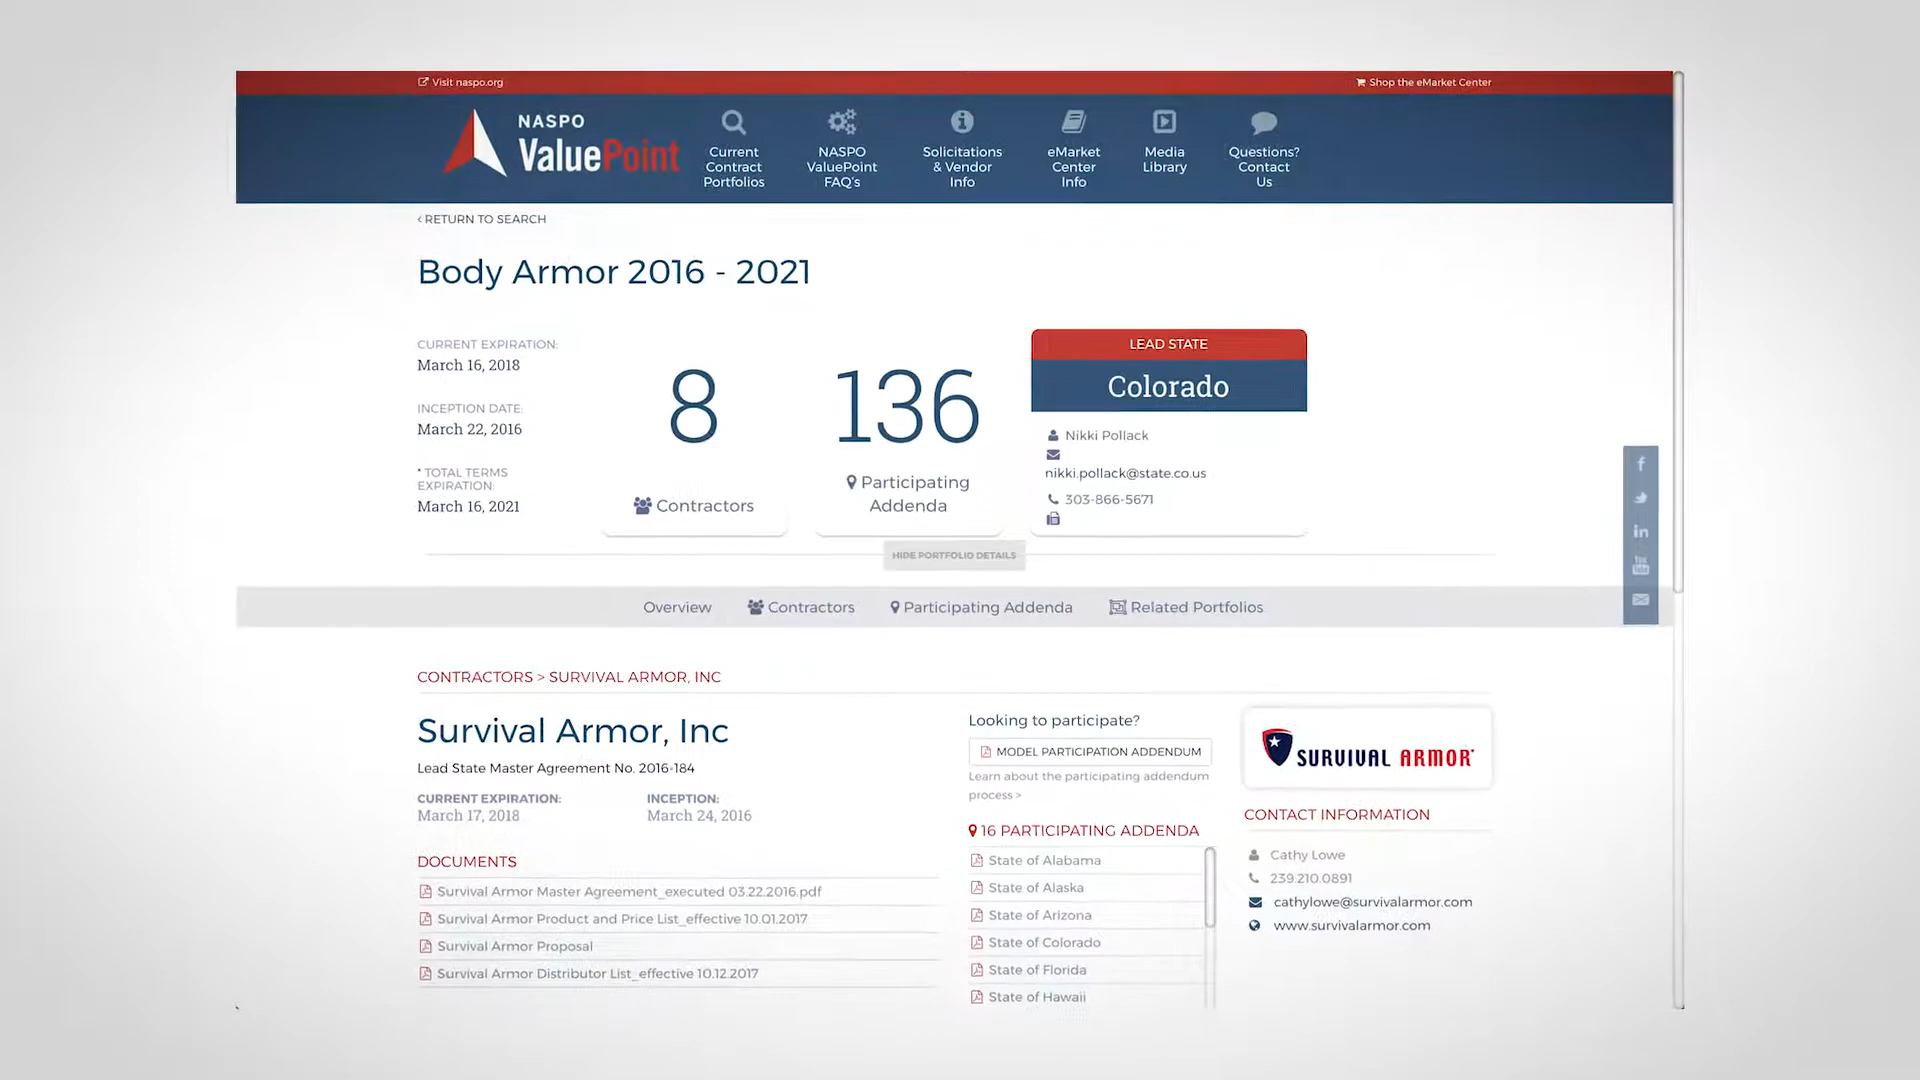 Visit naspo.org
Shop the eMarket Center
NASPO
ValuePoint
Current
Contract
Portfolios
NASPO
ValuePoint
FAQ's
Solicitations
& Vendor
Info
eMarket
Center
Info
Media
Library
Questions?
Contact
Us
‹ RETURN TO SEARCH
Body Armor 2016 - 2021
CURRENT EXPIRATION:
March 16, 2018
INCEPTION DATE:
March 22, 2016
* TOTAL TERMS
EXPIRATION:
March 16, 2021
8
Contractors
136
Participating
Addenda
LEAD STATE
Colorado
Nikki Pollack
nikki.pollack@state.co.us
303-866-5671
HIDE PORTFOLIO DETAILS
Overview
Contractors
Participating Addenda
Related Portfolios
CONTRACTORS > SURVIVAL ARMOR, INC
Survival Armor, Inc
Lead State Master Agreement No. 2016-184
CURRENT EXPIRATION:
March 17, 2018
INCEPTION:
March 24, 2016
DOCUMENTS
Survival Armor Master Agreement_executed 03.22.2016.pdf
Survival Armor Product and Price List_effective 10.01.2017
Survival Armor Proposal
Survival Armor Distributor List_effective 10.12.2017
Looking to participate?
MODEL PARTICIPATION ADDENDUM
Learn about the participating addendum
process >
16 PARTICIPATING ADDENDA
State of Alabama
State of Alaska
State of Arizona
State of Colorado
State of Florida
State of Hawaii
SURVIVAL ARMOR
CONTACT INFORMATION
Cathy Lowe
239.210.0891
cathylowe@survivalarmor.com
www.survivalarmor.com